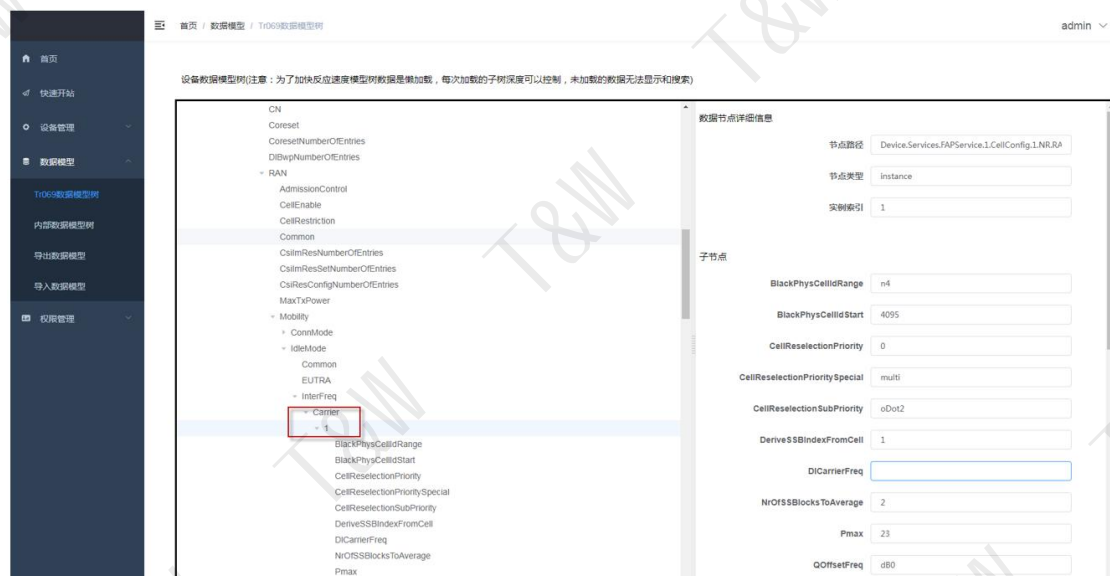 首页 / 数据模型 / Tr069数据模型树
admin
首页
快速开站
设备管理
数据模型
Tr069数据模型树
内部数据模型树
导出数据模型
导入数据模型
权限管理
设备数据模型树(注意：为了加快反应速度模型树数据是懒加载，每次加载的子树深度可以控制，未加载的数据无法显示和搜索)
CN
Coreset
CoresetNumberOfEntries
DlBwpNumberOfEntries
RAN
AdmissionControl
CellEnable
CellRestriction
Common
CsiImResNumberOfEntries
CsiImResSetNumberOfEntries
CsiResConfigNumberOfEntries
MaxTxPower
Mobility
ConnMode
IdleMode
Common
EUTRA
InterFreq
Carrier
1
BlackPhysCellIdRange
BlackPhysCellIdStart
CellReselectionPriority
CellReselectionPrioritySpecial
CellReselectionSubPriority
DeriveSSBIndexFromCell
DlCarrierFreq
NrOfSSBlocksToAverage
Pmax
数据节点详细信息
节点路径 Device.Services.FAPService.1.CellConfig.1.NR.RA
节点类型 instance
实例索引 1
子节点
BlackPhysCellIdRange n4
BlackPhysCellIdStart 4095
CellReselectionPriority 0
CellReselectionPrioritySpecial multi
CellReselectionSubPriority oDot2
DeriveSSBIndexFromCell 1
DlCarrierFreq
NrOfSSBlocksToAverage 2
Pmax 23
QOffsetFreq dB0
T&W
T&W
T&W
T&W
T&W